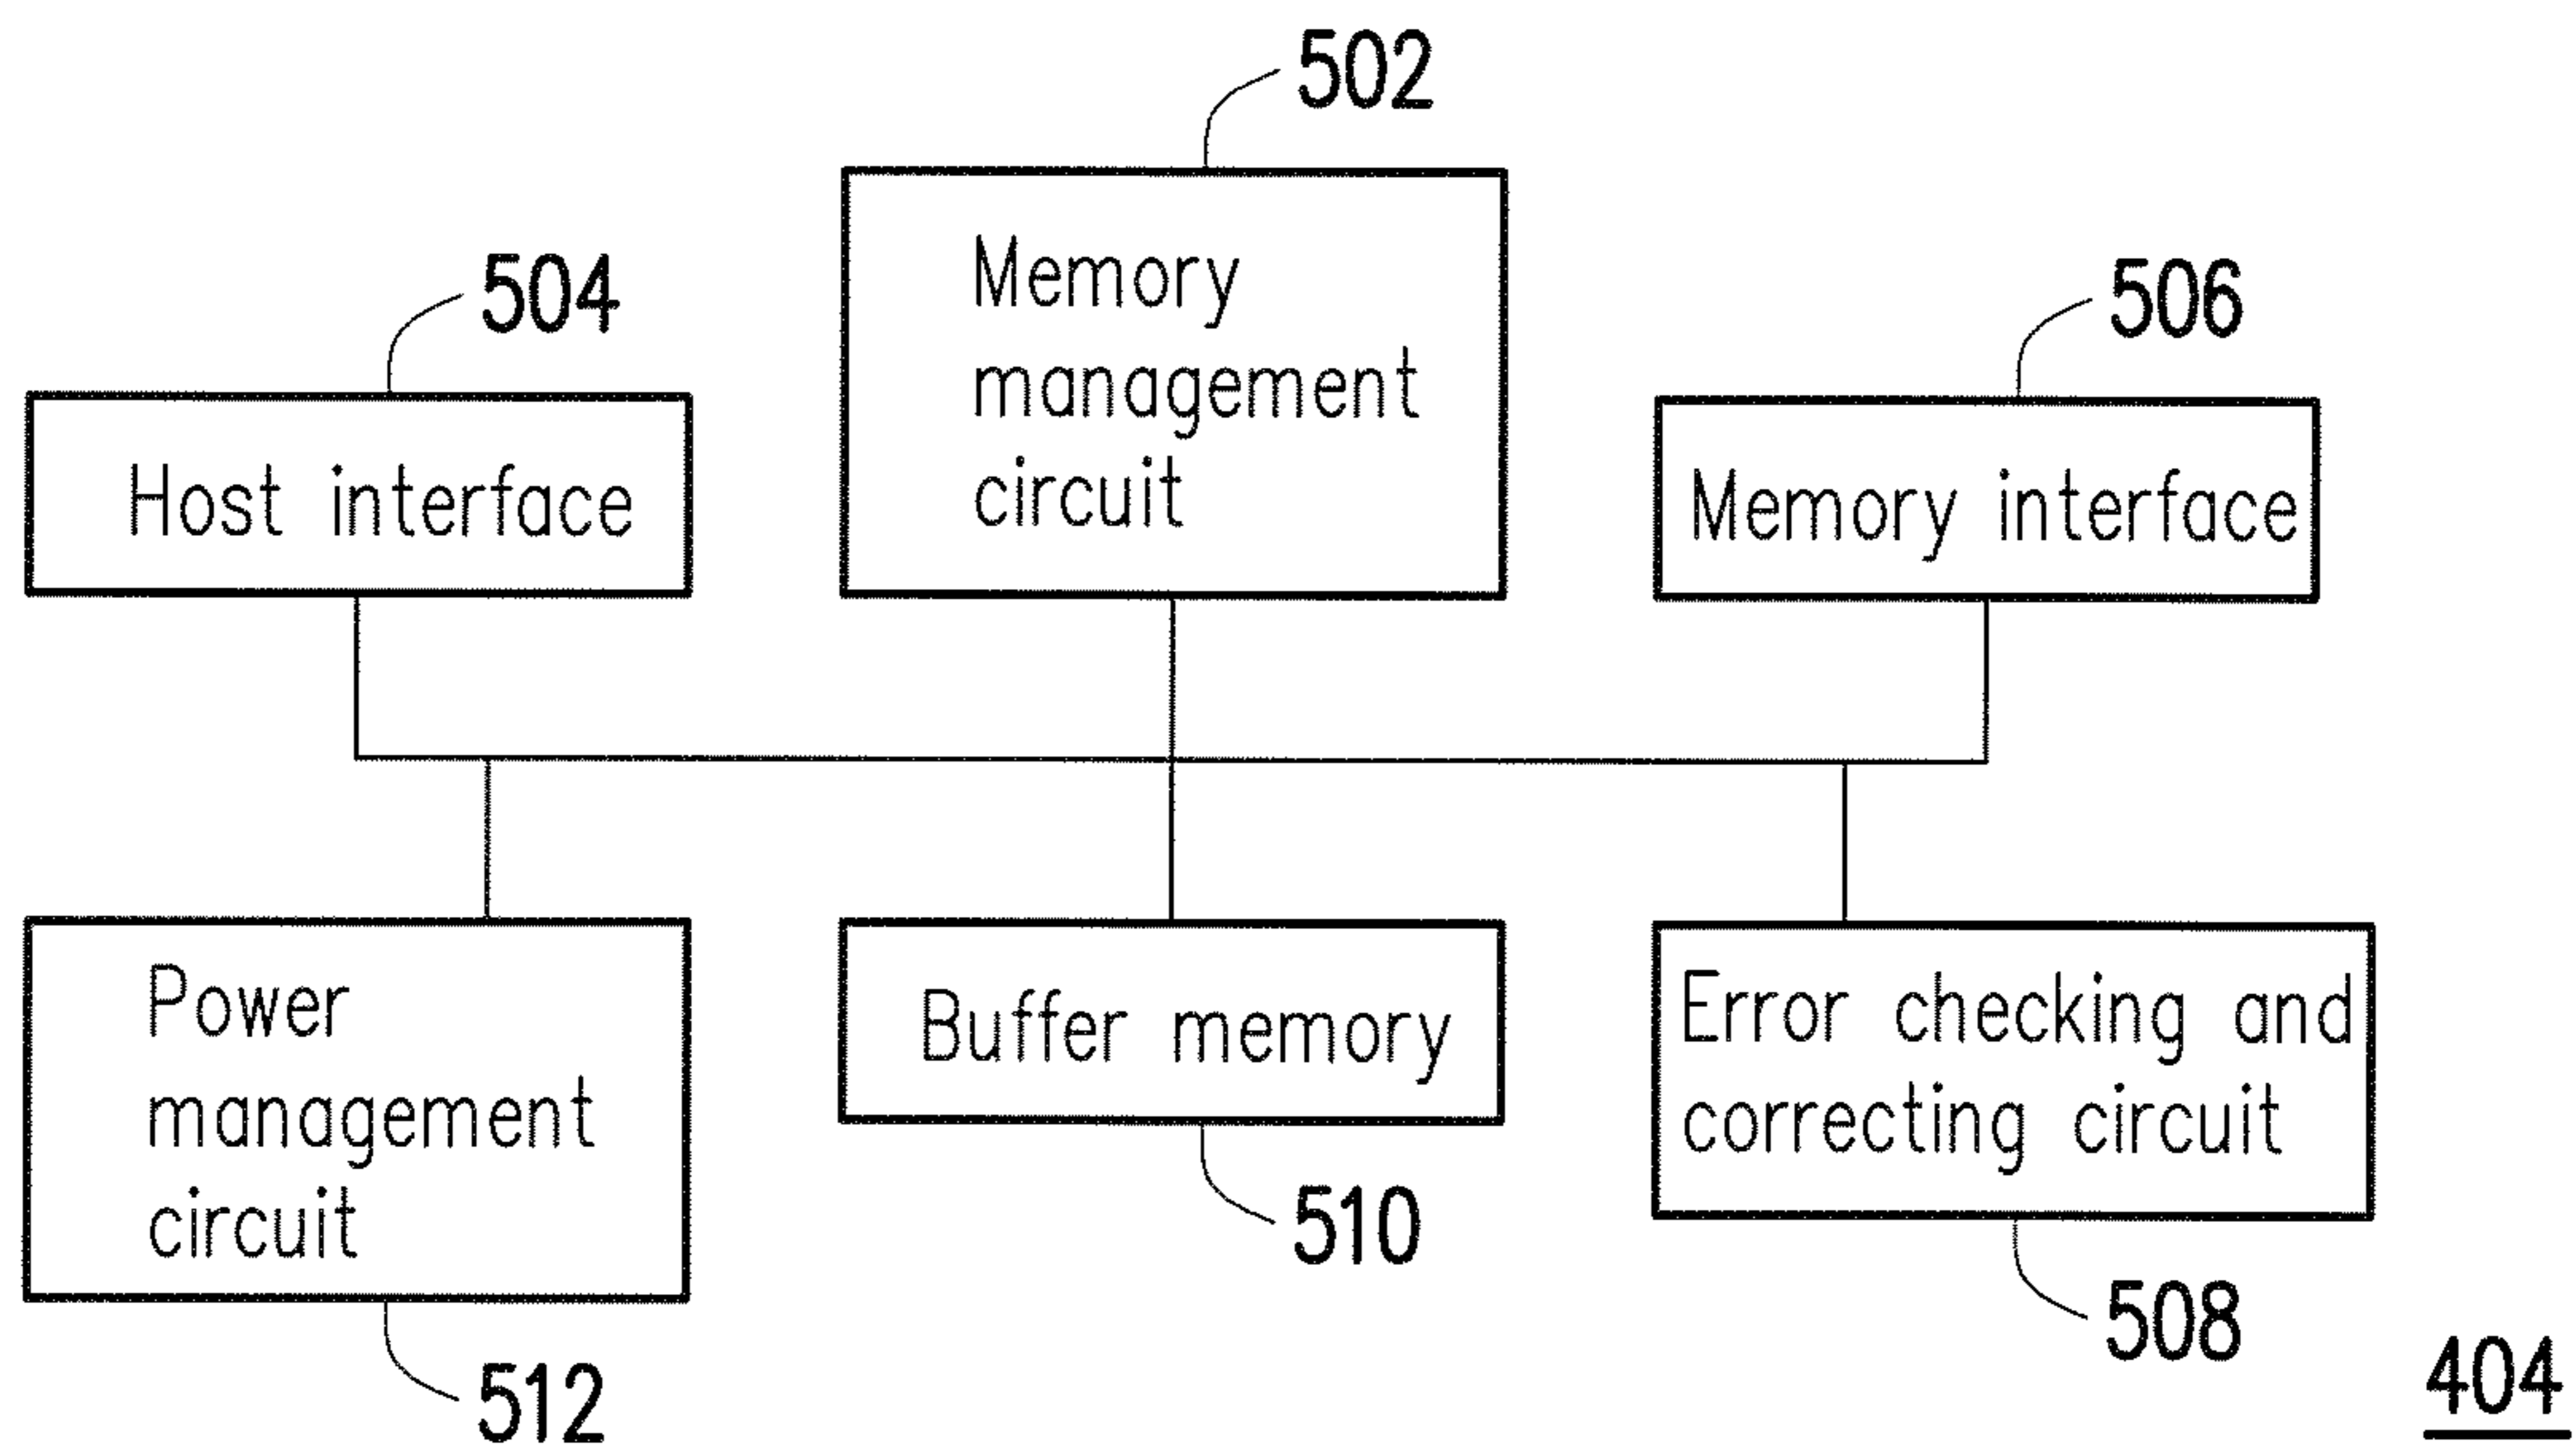 502
504
Memory
management
circuit
506
Host interface
Memory interface
Power
management
circuit
Buffer memory
Error checking and
correcting circuit
510
508
512
404